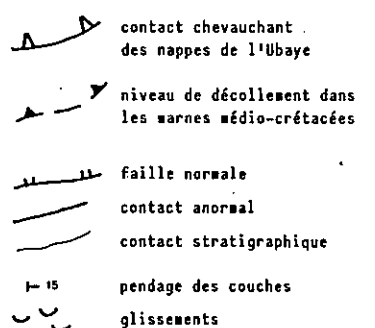 contact chevauchant
des nappes de l'Ubaye
niveau de décollement dans
les marnes médio-crétacées
faille normale
contact anormal
contact stratigraphique
15 pendage des couches
glissements